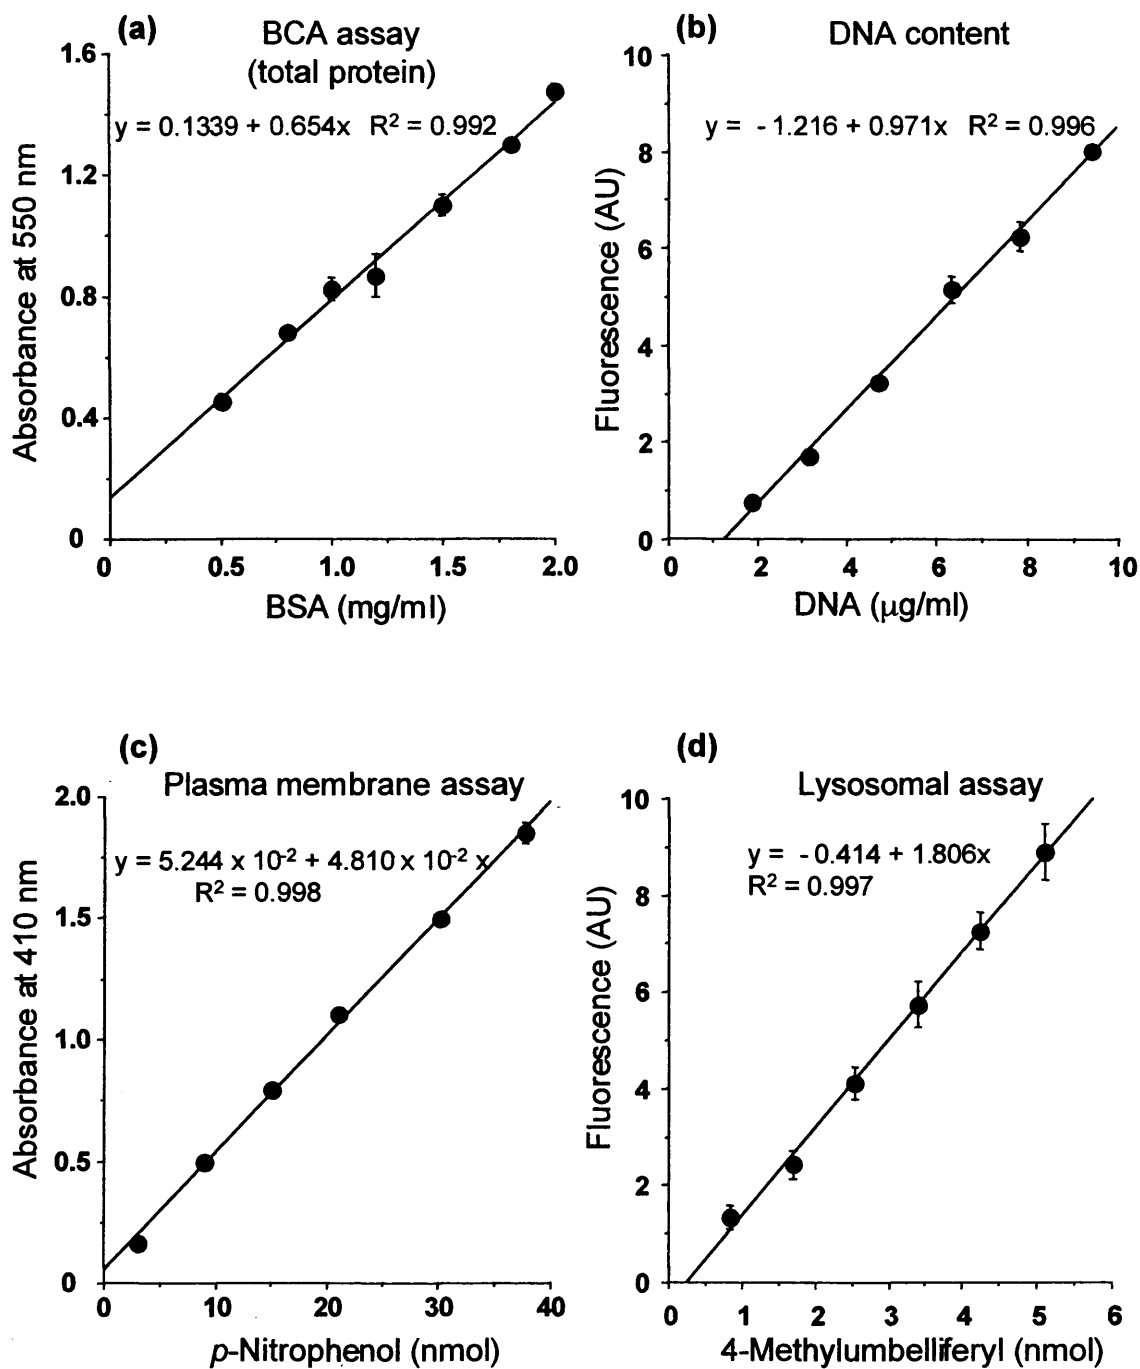 (a)
BCA assay
(total protein)
y = 0.1339 + 0.654x R² = 0.992
Absorbance at 550 nm
1.6
1.2
0.8
0.4
0
0 0.5 1.0 1.5 2.0
BSA (mg/ml)
(b)
DNA content
y = - 1.216 + 0.971x R² = 0.996
Fluorescence (AU)
10
8
6
4
2
0
0 2 4 6 8 10
DNA (µg/ml)
(c)
Plasma membrane assay
y = 5.244 x 10⁻² + 4.810 x 10⁻² x
R² = 0.998
Absorbance at 410 nm
2.0
1.5
1.0
0.5
0
0 10 20 30 40
p-Nitrophenol (nmol)
(d)
Lysosomal assay
y = - 0.414 + 1.806x
R² = 0.997
Fluorescence (AU)
10
8
6
4
2
0
0 1 2 3 4 5 6
4-Methylumbelliferyl (nmol)